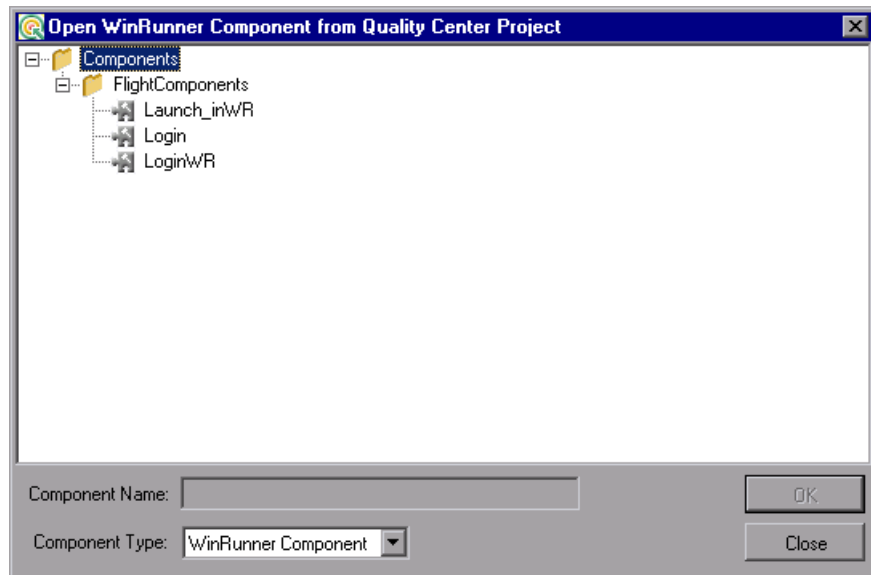 Open WinRunner Component from Quality Center Project
Components
FlightComponents
Launch_inWR
Login
LoginWR
Component Name:
OK
Component Type: WinRunner Component
Close